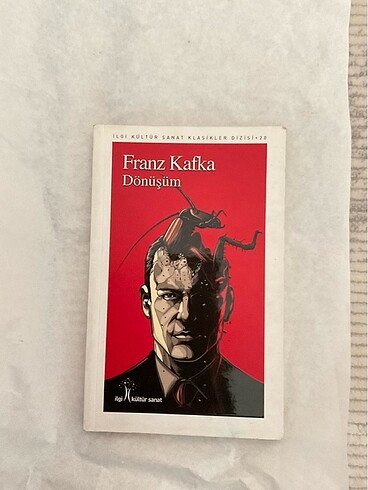 İLGİ KÜLTÜR SANAT KLASİKLER DİZİSİ•20
Franz Kafka
Dönüşüm
ilgi kültür sanat